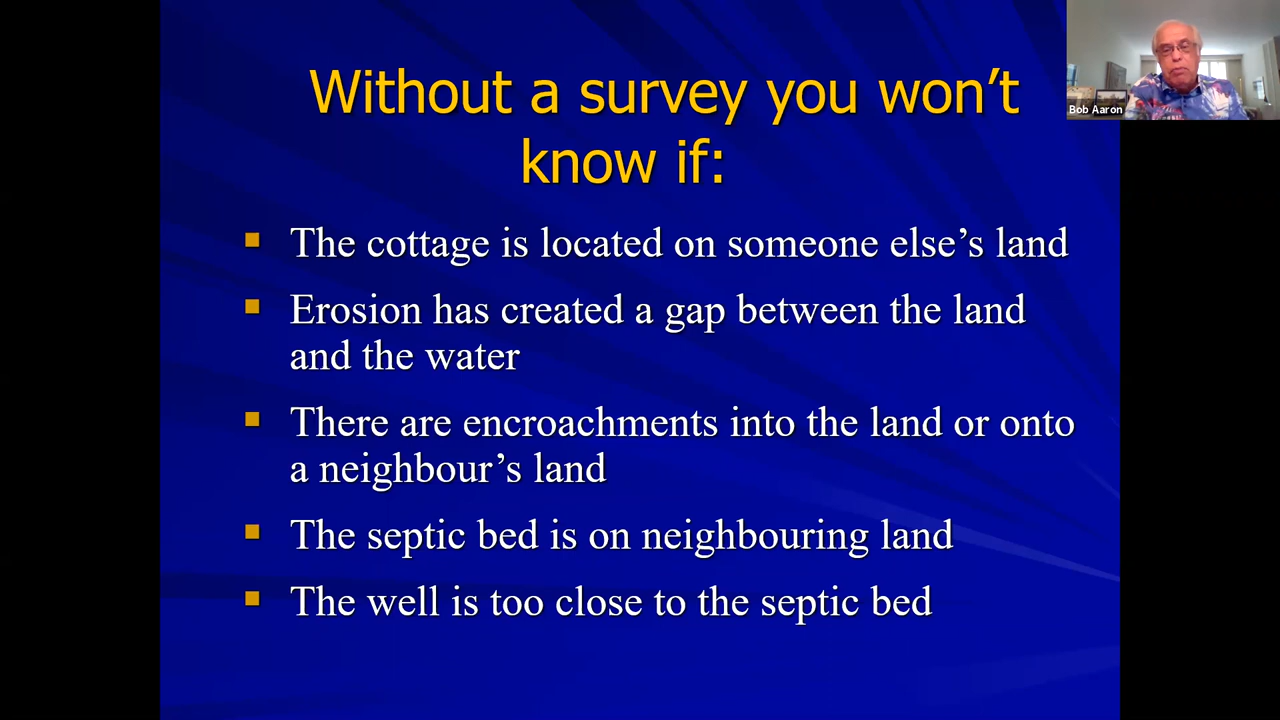 Without a survey you won’t
know if:
Bob Aaron
▪ The cottage is located on someone else’s land
▪ Erosion has created a gap between the land
and the water
▪ There are encroachments into the land or onto
a neighbour’s land
▪ The septic bed is on neighbouring land
▪ The well is too close to the septic bed